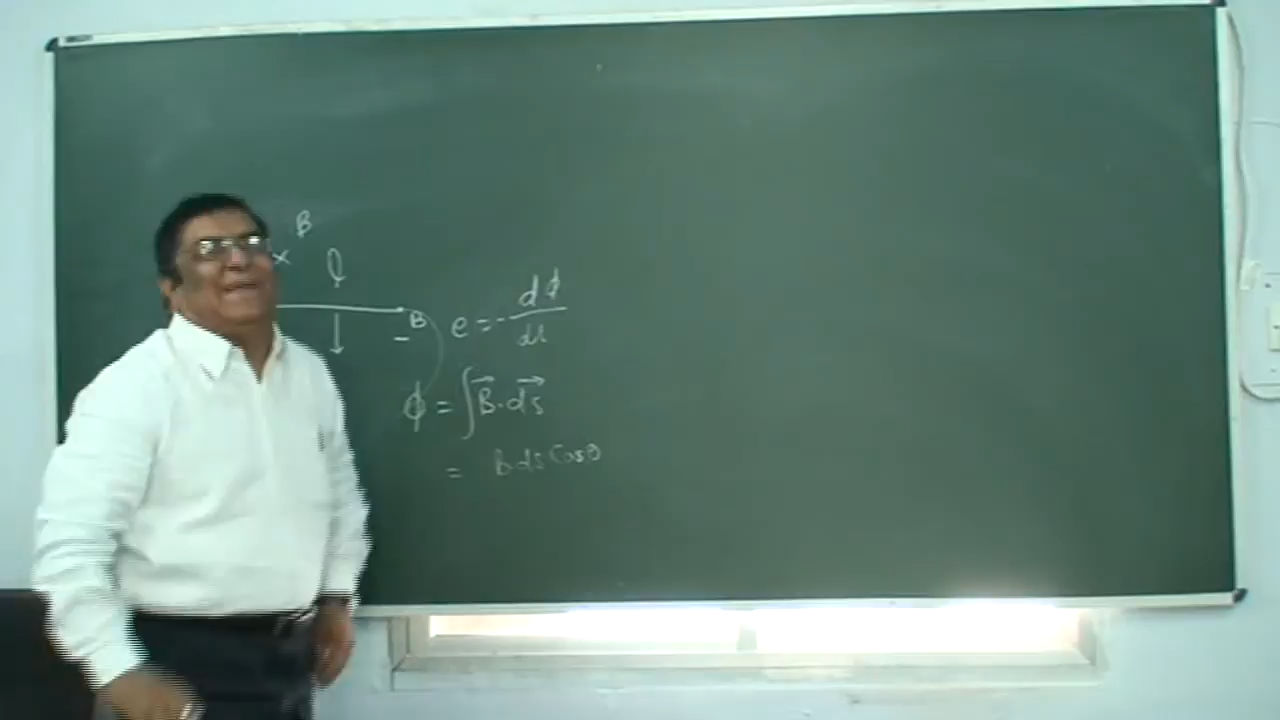 B
×
l
B
-
e = - dφ/dt
φ = ∫B⃗·ds⃗
= B ds Cosθ